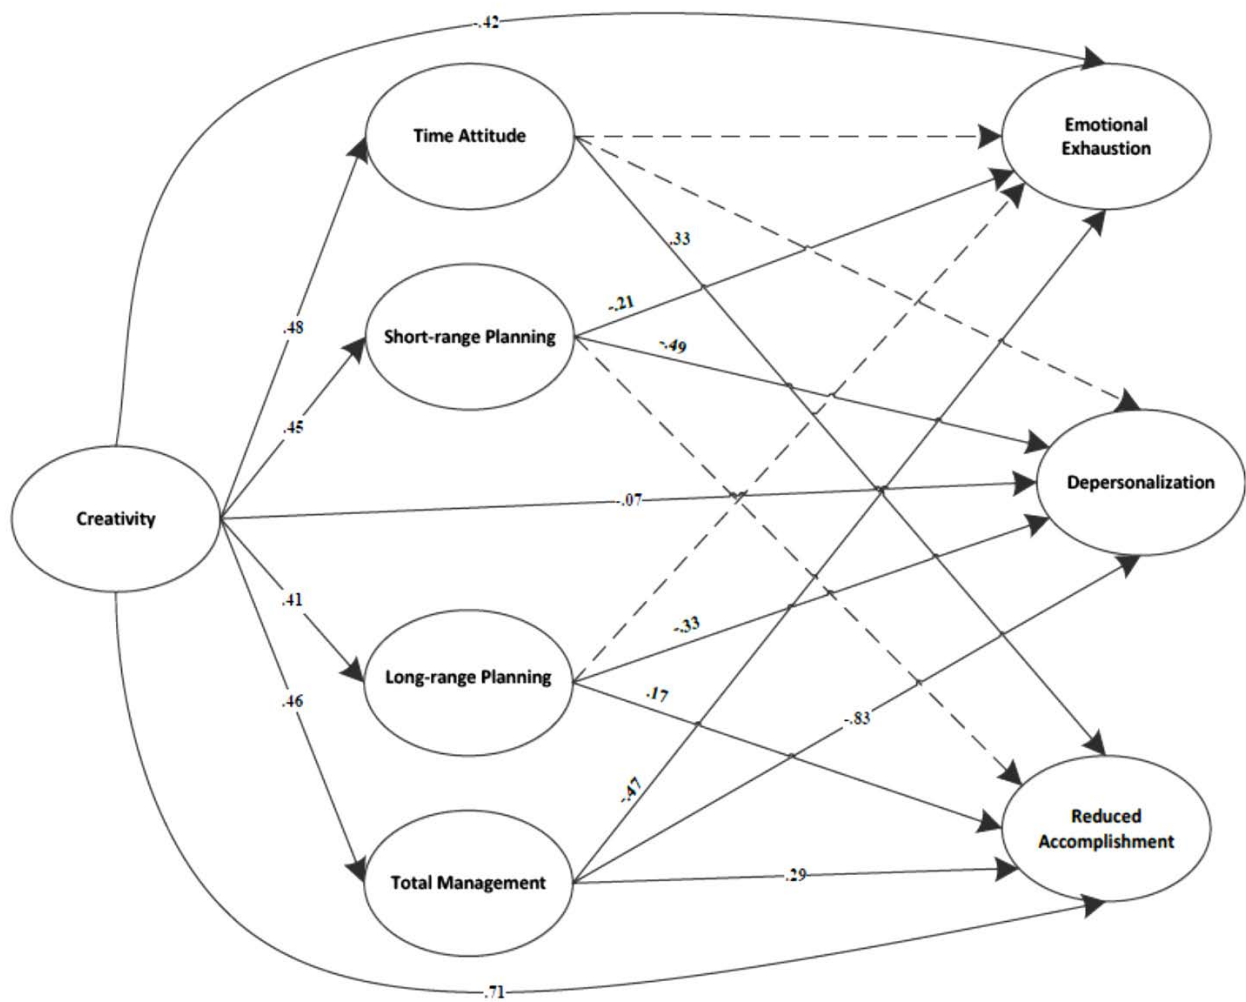 -.42
Time Attitude
Emotional
Exhaustion
.33
-.21
.48
Short-range Planning
-.49
.45
Depersonalization
Creativity
.07
.41
-.33
Long-range Planning
.17
.46
-.83
-.47
Reduced
Accomplishment
.29
Total Management
.71